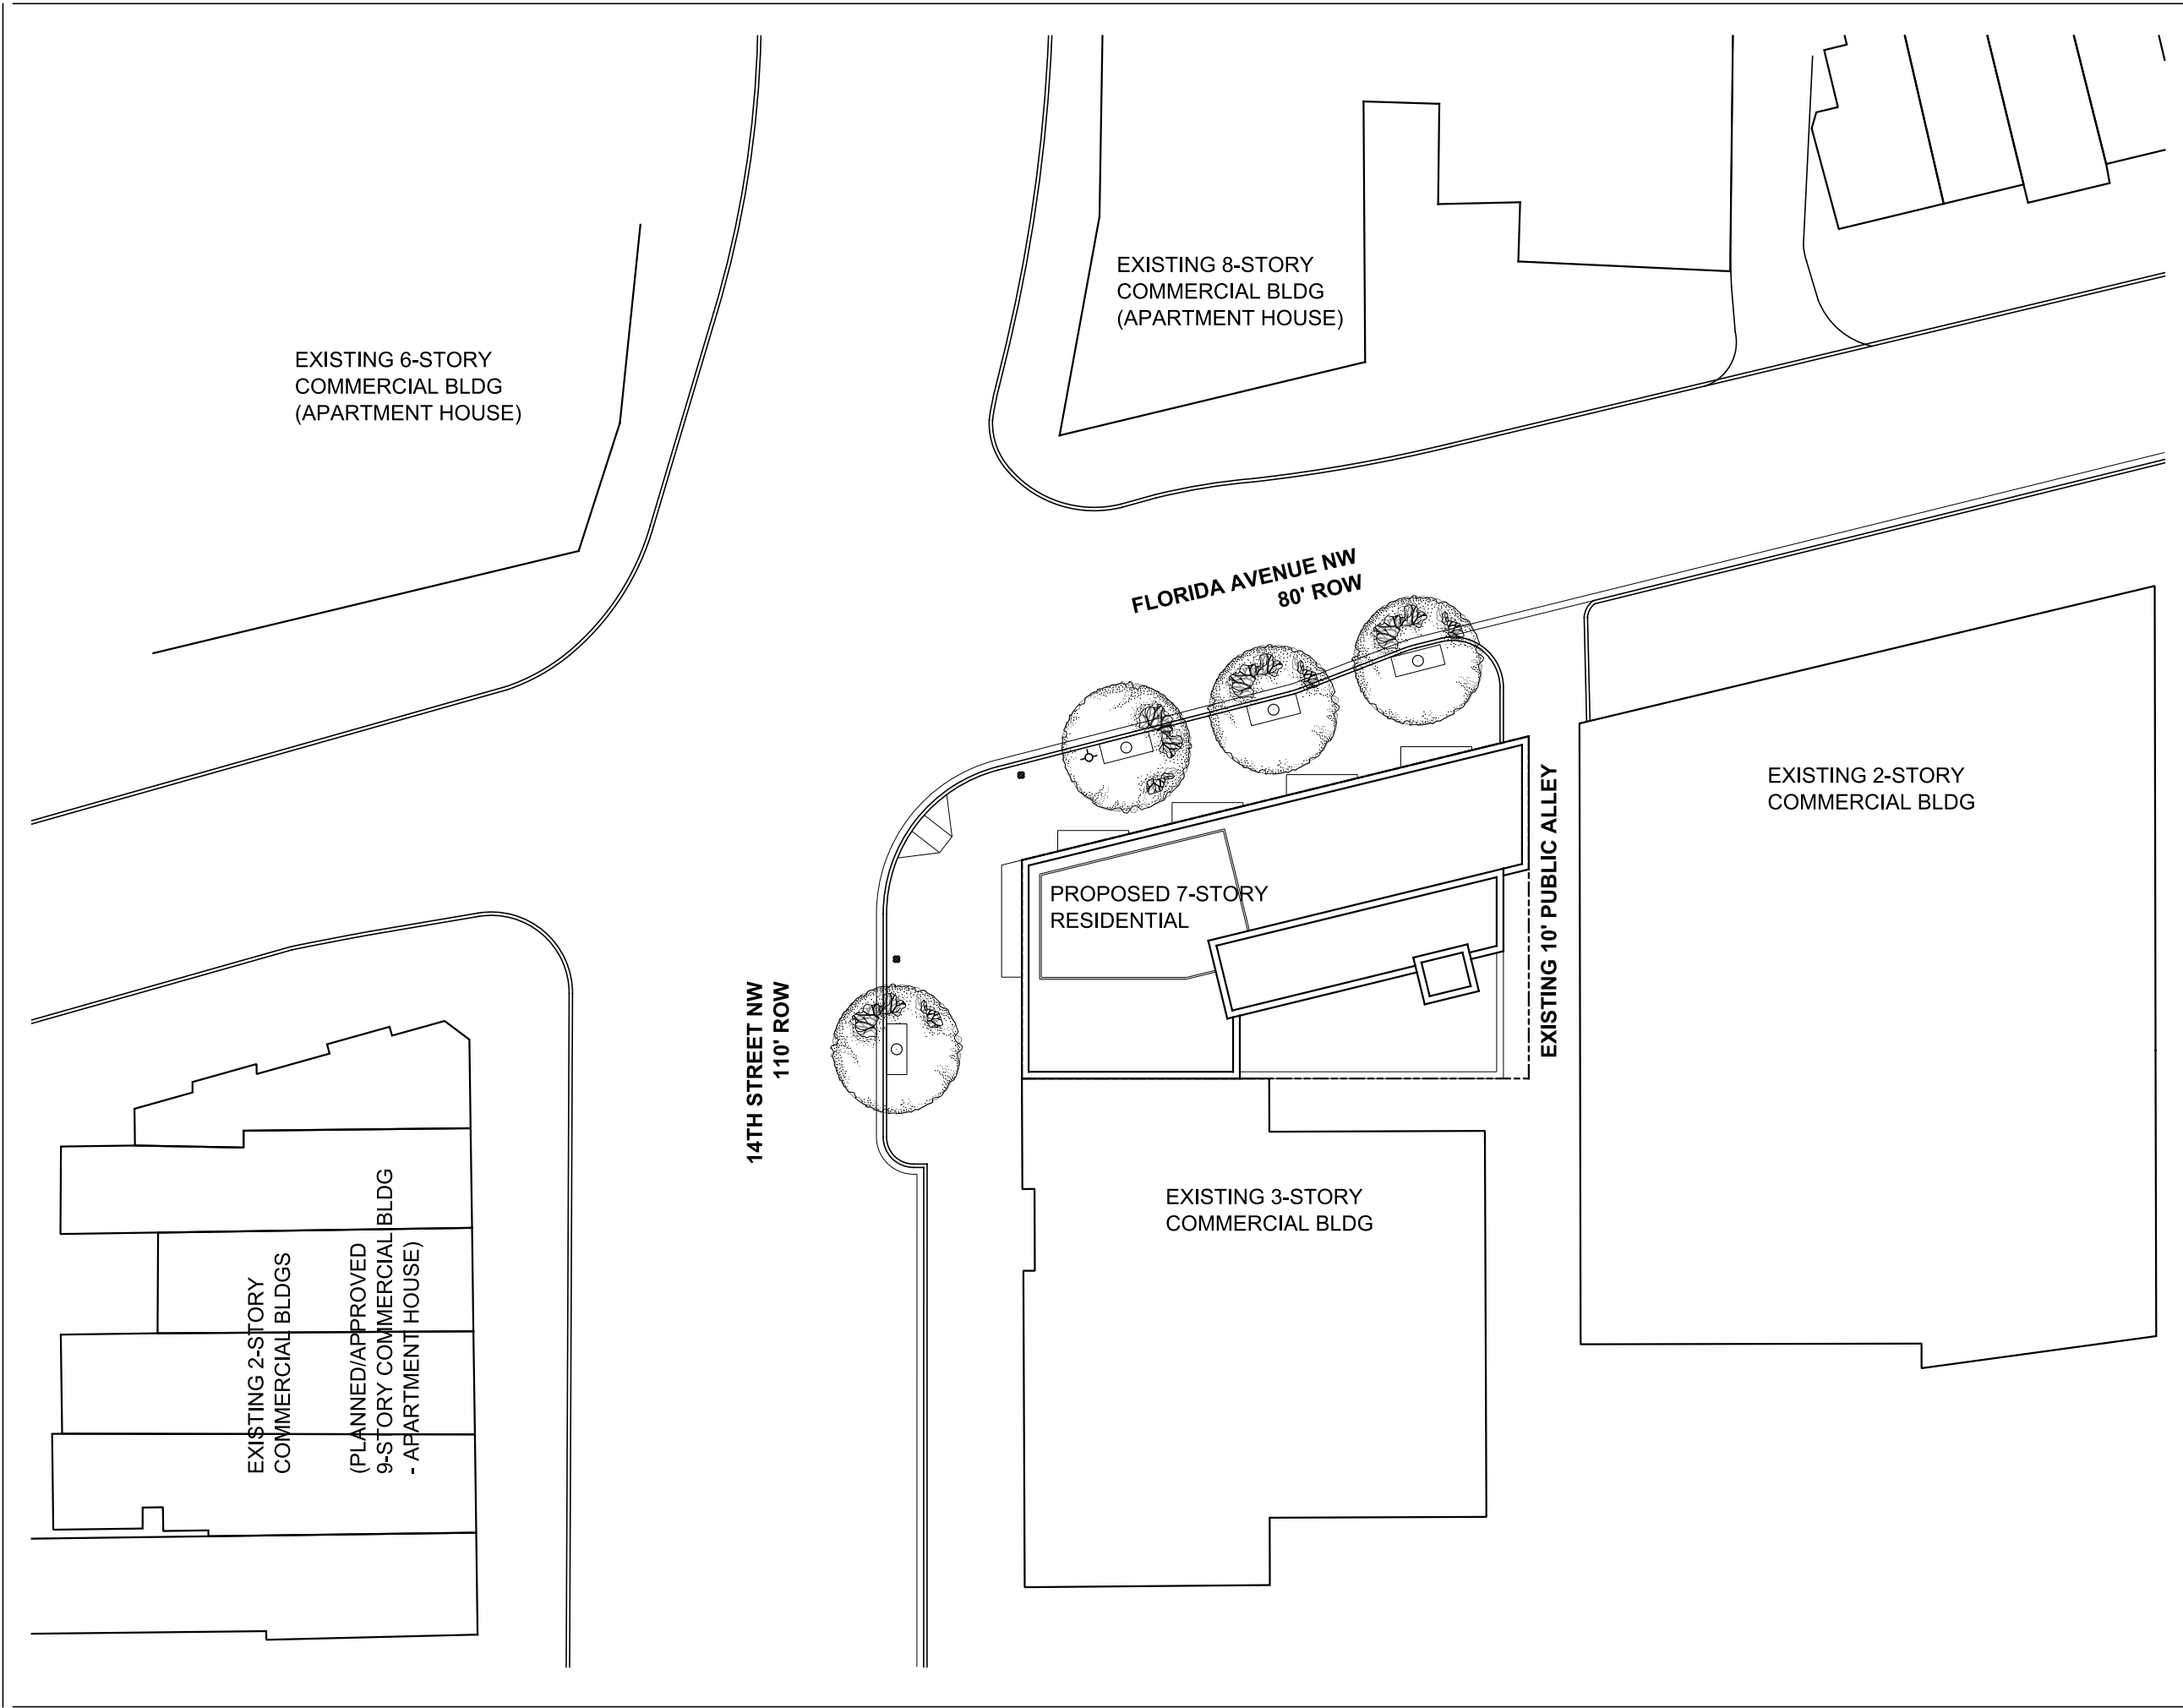 EXISTING 8-STORY
COMMERCIAL BLDG
(APARTMENT HOUSE)
EXISTING 6-STORY
COMMERCIAL BLDG
(APARTMENT HOUSE)
FLORIDA AVENUE NW
80' ROW
EXISTING 2-STORY
COMMERCIAL BLDG
EXISTING 10' PUBLIC ALLEY
PROPOSED 7-STORY
RESIDENTIAL
14TH STREET NW
110' ROW
EXISTING 3-STORY
COMMERCIAL BLDG
EXISTING 2-STORY
COMMERCIAL BLDGS
(PLANNED/APPROVED
9-STORY COMMERCIAL BLDG
- APARTMENT HOUSE)